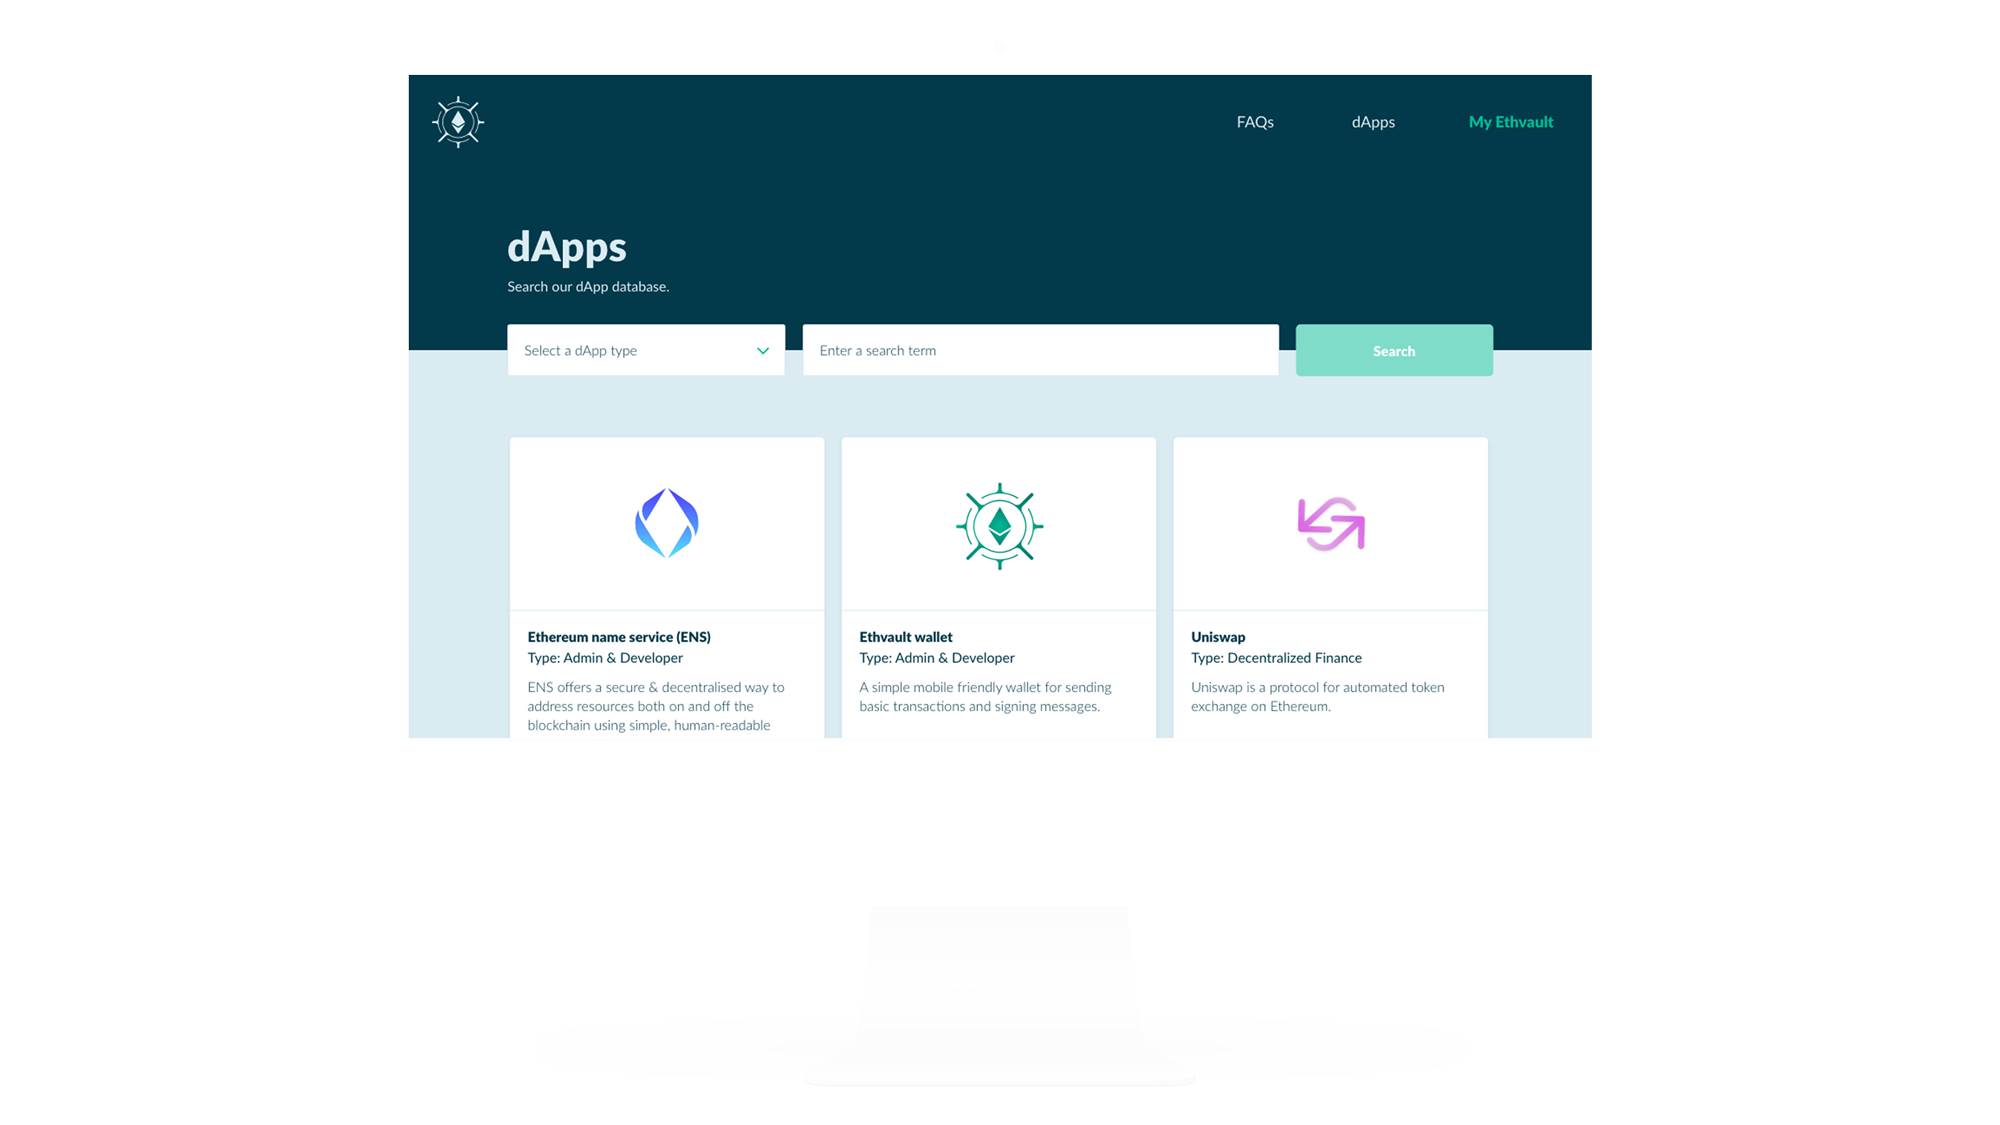 FAQs
dApps
My Ethvault
dApps
Search our dApp database.
Select a dApp type
Enter a search term
Search
Ethereum name service (ENS)
Type: Admin & Developer
ENS offers a secure & decentralised way to
address resources both on and off the
blockchain using simple, human-readable
Ethvault wallet
Type: Admin & Developer
A simple mobile friendly wallet for sending
basic transactions and signing messages.
Uniswap
Type: Decentralized Finance
Uniswap is a protocol for automated token
exchange on Ethereum.